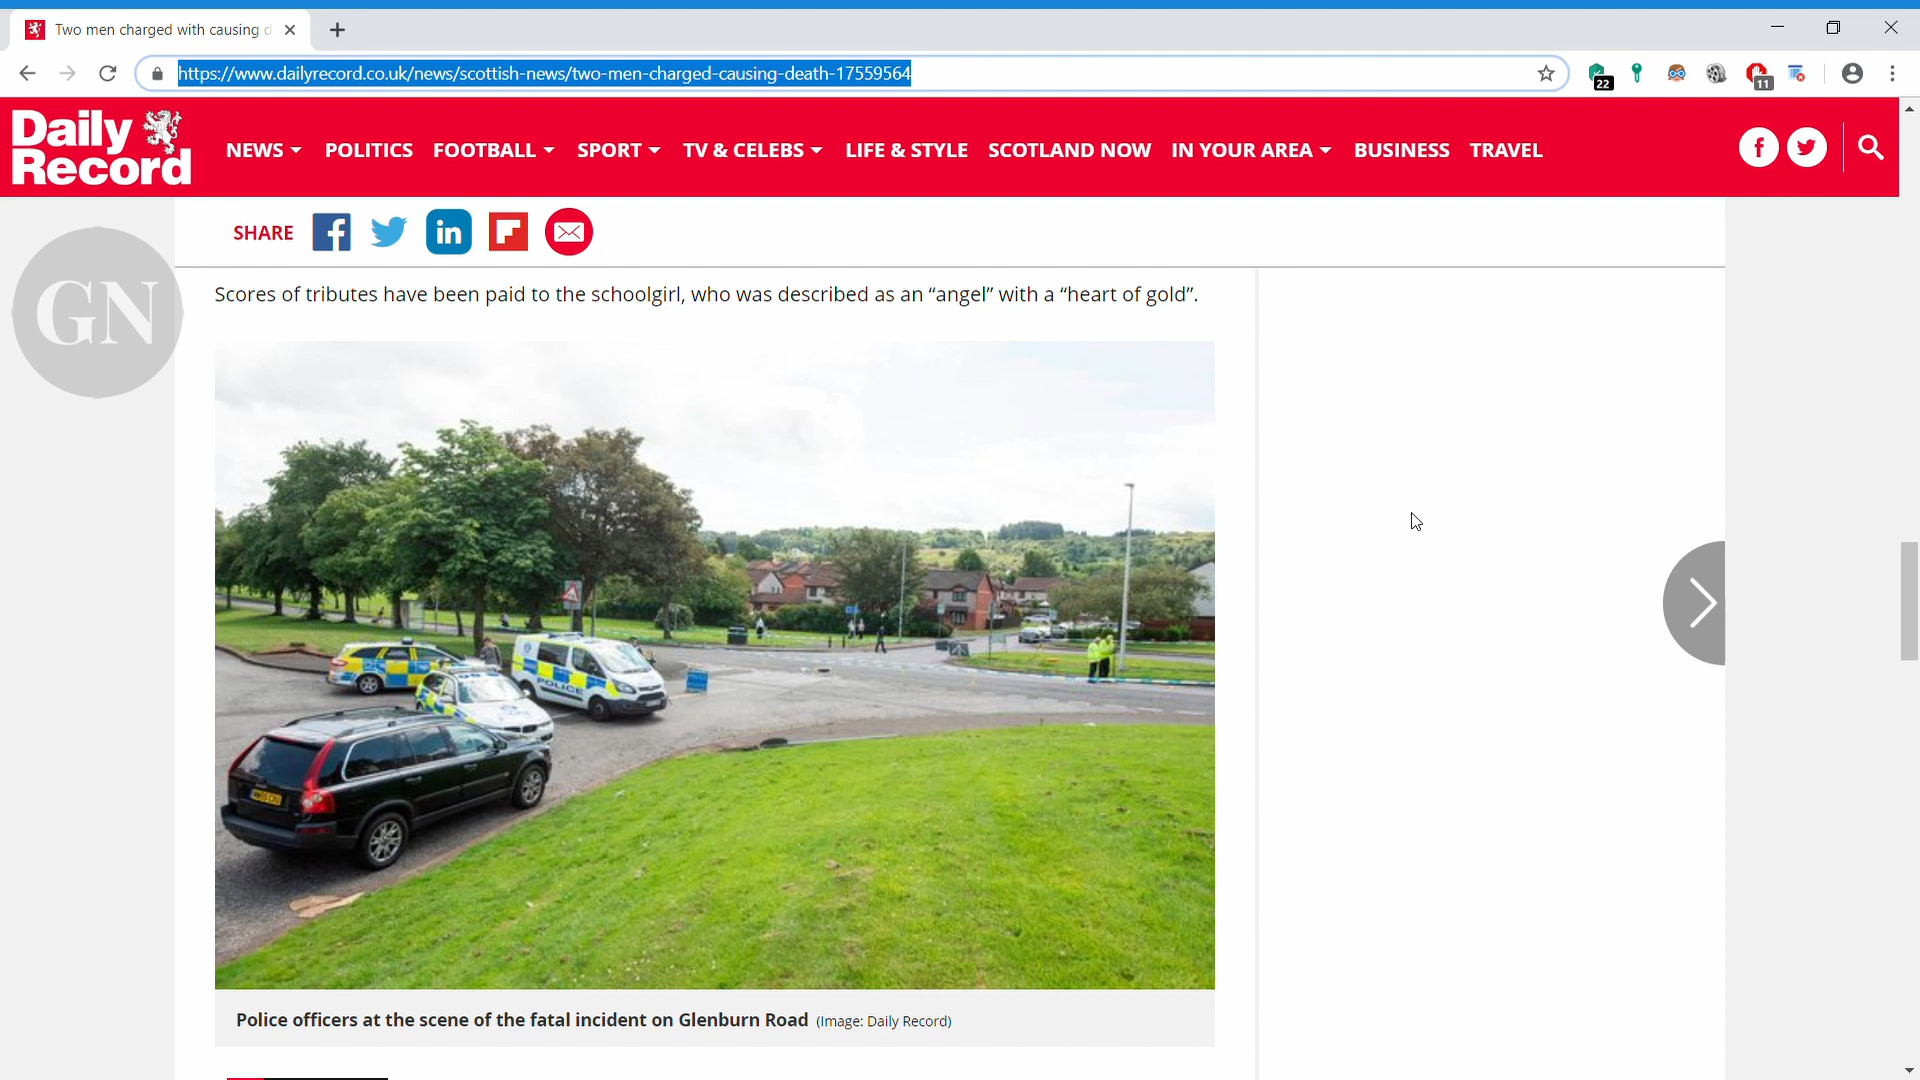 Two men charged with causing d
https://www.dailyrecord.co.uk/news/scottish-news/two-men-charged-causing-death-17559564
22
11
Daily
Record
NEWS
POLITICS
FOOTBALL
SPORT
TV & CELEBS
LIFE & STYLE
SCOTLAND NOW
IN YOUR AREA
BUSINESS
TRAVEL
SHARE
GN
Scores of tributes have been paid to the schoolgirl, who was described as an “angel” with a “heart of gold”.
POLICE
Police officers at the scene of the fatal incident on Glenburn Road (Image: Daily Record)